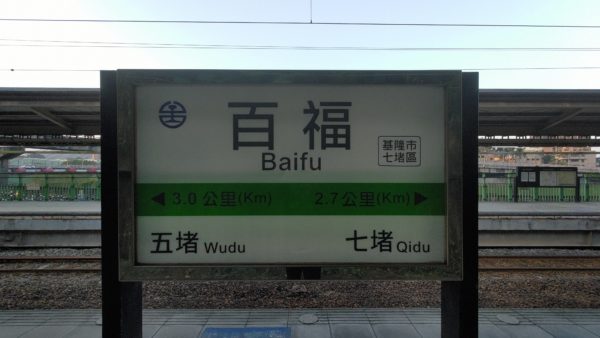 百福
Baifu
基隆市
七堵區
◀ 3.0 公里(Km) 2.7 公里(Km) ▶
五堵 Wudu 七堵 Qidu